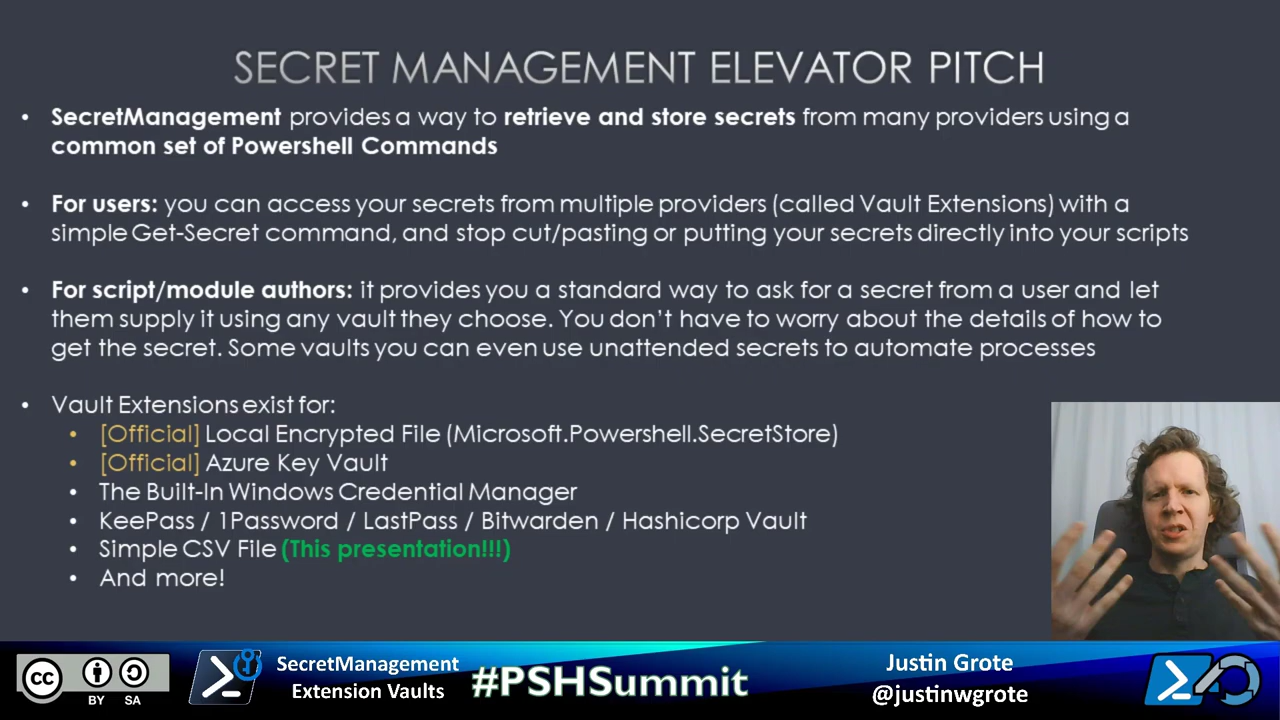 SECRET MANAGEMENT ELEVATOR PITCH
• SecretManagement provides a way to retrieve and store secrets from many providers using a
common set of Powershell Commands
• For users: you can access your secrets from multiple providers (called Vault Extensions) with a
simple Get-Secret command, and stop cut/pasting or putting your secrets directly into your scripts
• For script/module authors: it provides you a standard way to ask for a secret from a user and let
them supply it using any vault they choose. You don't have to worry about the details of how to
get the secret. Some vaults you can even use unattended secrets to automate processes
• Vault Extensions exist for:
• [Official] Local Encrypted File (Microsoft.Powershell.SecretStore)
• [Official] Azure Key Vault
• The Built-In Windows Credential Manager
• KeePass / 1Password / LastPass / Bitwarden / Hashicorp Vault
• Simple CSV File (This presentation!!!)
• And more!
cc
BY SA
SecretManagement
Extension Vaults
#PSHSummit
Justin Grote
@justinwgrote